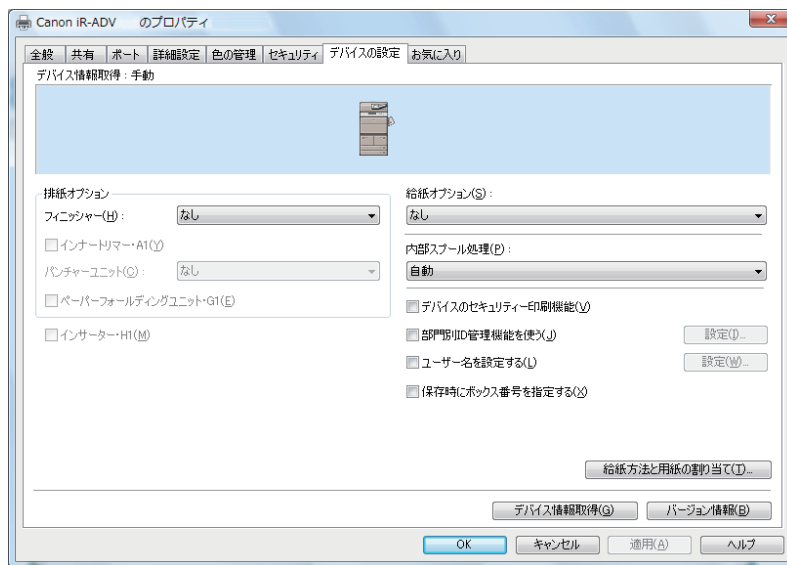 Canon iR-ADV のプロパティ
全般 共有 ポート 詳細設定 色の管理 セキュリティ デバイスの設定 お気に入り
デバイス情報取得：手動
排紙オプション
フィニッシャー(H)： なし
インナートリマー・A1(Y)
パンチャーユニット(C)： なし
ペーパーフォールディングユニット・G1(E)
インサーター・H1(M)
給紙オプション(S)：
なし
内部スプール処理(P)：
自動
デバイスのセキュリティー印刷機能(V)
部門別ID管理機能を使う(J) 設定(I)...
ユーザー名を設定する(L) 設定(W)...
保存時にボックス番号を指定する(X)
給紙方法と用紙の割り当て(T)...
デバイス情報取得(G) バージョン情報(B)
OK キャンセル 適用(A) ヘルプ